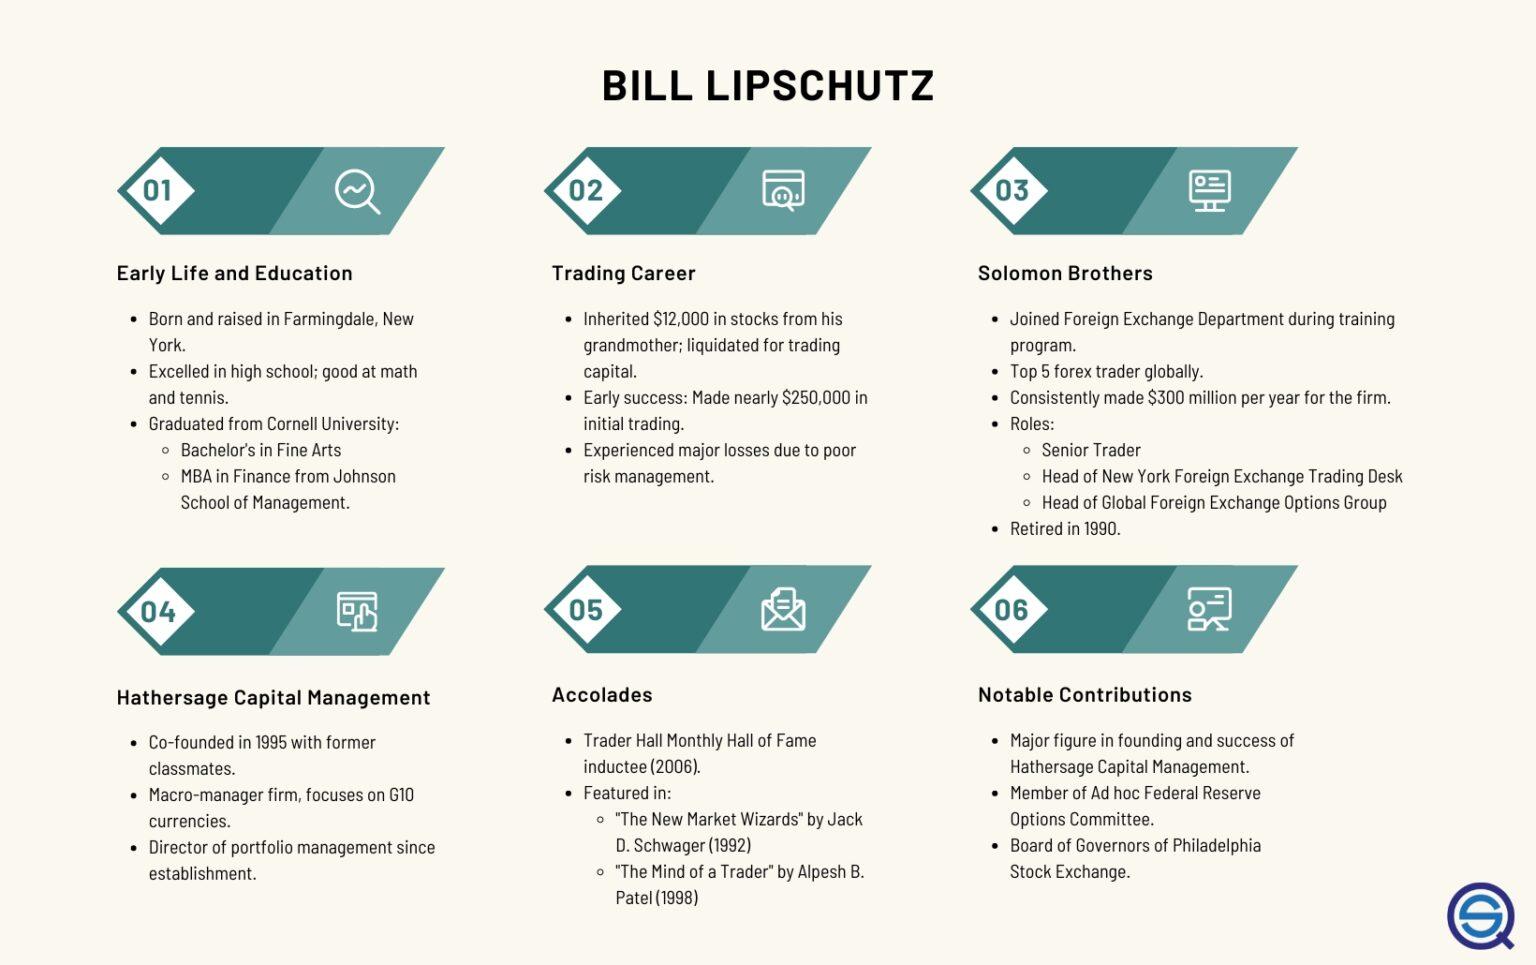 BILL LIPSCHUTZ
01
Early Life and Education
• Born and raised in Farmingdale, New
York.
• Excelled in high school; good at math
and tennis.
• Graduated from Cornell University:
◦ Bachelor's in Fine Arts
◦ MBA in Finance from Johnson
School of Management.
02
Trading Career
• Inherited $12,000 in stocks from his
grandmother; liquidated for trading
capital.
• Early success: Made nearly $250,000 in
initial trading.
• Experienced major losses due to poor
risk management.
03
Solomon Brothers
• Joined Foreign Exchange Department during training
program.
• Top 5 forex trader globally.
• Consistently made $300 million per year for the firm.
• Roles:
◦ Senior Trader
◦ Head of New York Foreign Exchange Trading Desk
◦ Head of Global Foreign Exchange Options Group
• Retired in 1990.
04
Hathersage Capital Management
• Co-founded in 1995 with former
classmates.
• Macro-manager firm, focuses on G10
currencies.
• Director of portfolio management since
establishment.
05
Accolades
• Trader Hall Monthly Hall of Fame
inductee (2006).
• Featured in:
◦ "The New Market Wizards" by Jack
D. Schwager (1992)
◦ "The Mind of a Trader" by Alpesh B.
Patel (1998)
06
Notable Contributions
• Major figure in founding and success of
Hathersage Capital Management.
• Member of Ad hoc Federal Reserve
Options Committee.
• Board of Governors of Philadelphia
Stock Exchange.